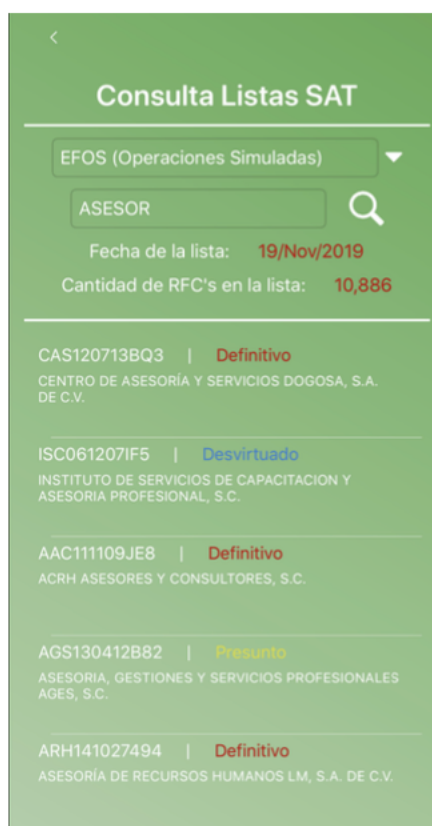 Consulta Listas SAT
EFOS (Operaciones Simuladas)
ASESOR
Fecha de la lista: 19/Nov/2019
Cantidad de RFC's en la lista: 10,886
CAS120713BQ3 | Definitivo
CENTRO DE ASESORÍA Y SERVICIOS DOGOSA, S.A.
DE C.V.
ISC061207IF5 | Desvirtuado
INSTITUTO DE SERVICIOS DE CAPACITACION Y
ASESORIA PROFESIONAL, S.C.
AAC111109JE8 | Definitivo
ACRH ASESORES Y CONSULTORES, S.C.
AGS130412B82 | Presunto
ASESORIA, GESTIONES Y SERVICIOS PROFESIONALES
AGES, S.C.
ARH141027494 | Definitivo
ASESORÍA DE RECURSOS HUMANOS LM, S.A. DE C.V.